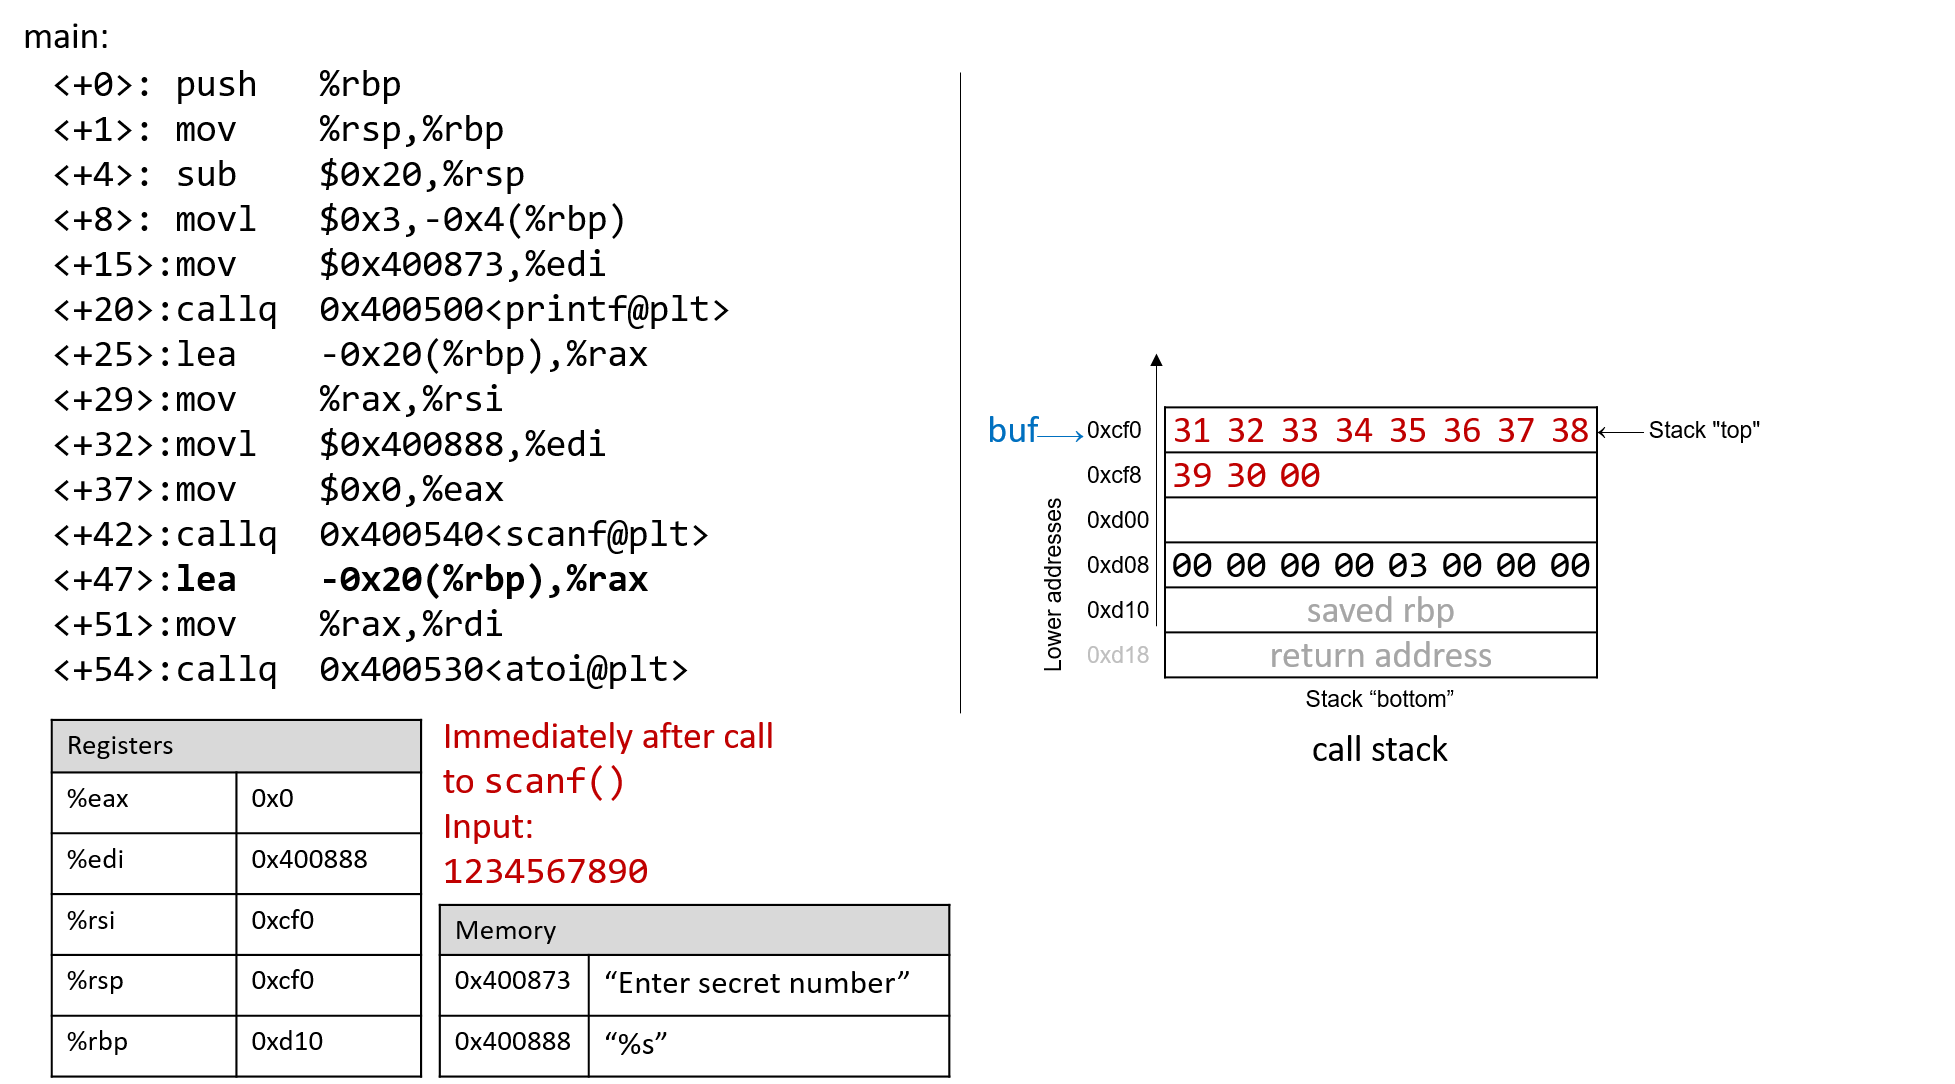 main:
<+0>: push %rbp
<+1>: mov %rsp,%rbp
<+4>: sub $0x20,%rsp
<+8>: movl $0x3,-0x4(%rbp)
<+15>:mov $0x400873,%edi
<+20>:callq 0x400500<printf@plt>
<+25>:lea -0x20(%rbp),%rax
<+29>:mov %rax,%rsi
<+32>:movl $0x400888,%edi
<+37>:mov $0x0,%eax
<+42>:callq 0x400540<scanf@plt>
<+47>:lea -0x20(%rbp),%rax
<+51>:mov %rax,%rdi
<+54>:callq 0x400530<atoi@plt>
Registers
%eax 0x0
%edi 0x400888
%rsi 0xcf0
%rsp 0xcf0
%rbp 0xd10
Immediately after call
to scanf()
Input:
1234567890
Memory
0x400873 “Enter secret number”
0x400888 “%s”
buf 0xcf0 31 32 33 34 35 36 37 38 Stack "top"
0xcf8 39 30 00
0xd00
0xd08 00 00 00 00 03 00 00 00
0xd10 saved rbp
0xd18 return address
Lower addresses
Stack “bottom”
call stack